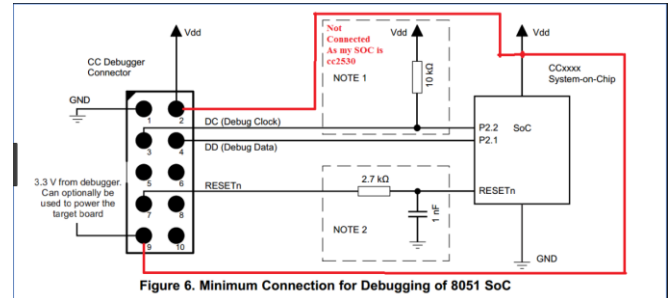 Vdd
CC Debugger
Connector
GND
1
2
3
4
5
6
7
8
9
10
3.3 V from debugger.
Can optionally be
used to power the
target board
DC (Debug Clock)
DD (Debug Data)
RESETn
Not
Connected
As my SOC is
cc2530
Vdd
NOTE 1
10 kΩ
2.7 kΩ
1 nF
NOTE 2
Vdd
CCxxxx
System-on-Chip
P2.2
SoC
P2.1
RESETn
GND
Figure 6. Minimum Connection for Debugging of 8051 SoC